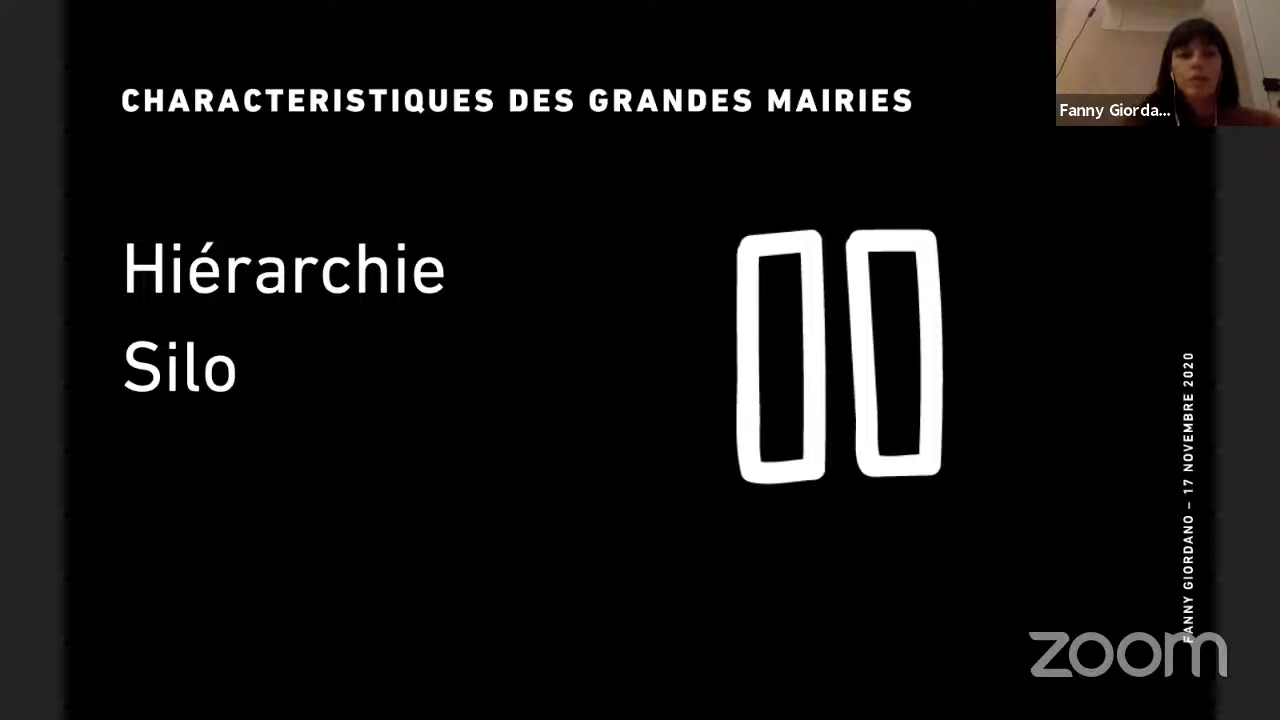 CHARACTERISTIQUES DES GRANDES MAIRIES
Fanny Giorda...
Hiérarchie
Silo
FANNY GIORDANO – 17 NOVEMBRE 2020
zoom